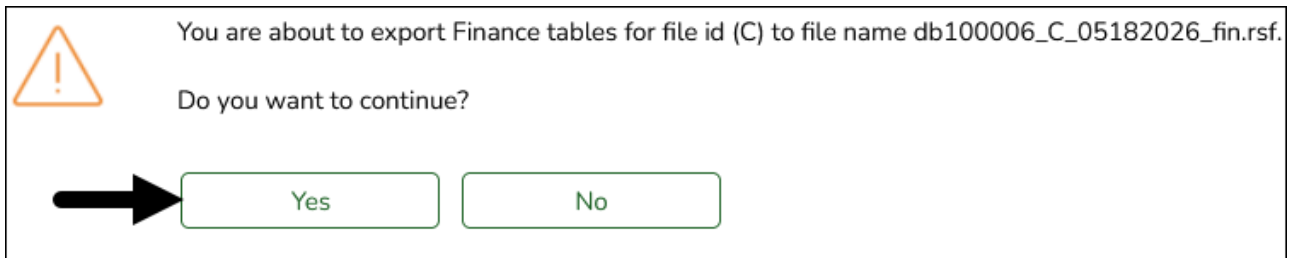 You are about to export Finance tables for file id (C) to file name db100006_C_05182026_fin.rsf.
Do you want to continue?
Yes
No